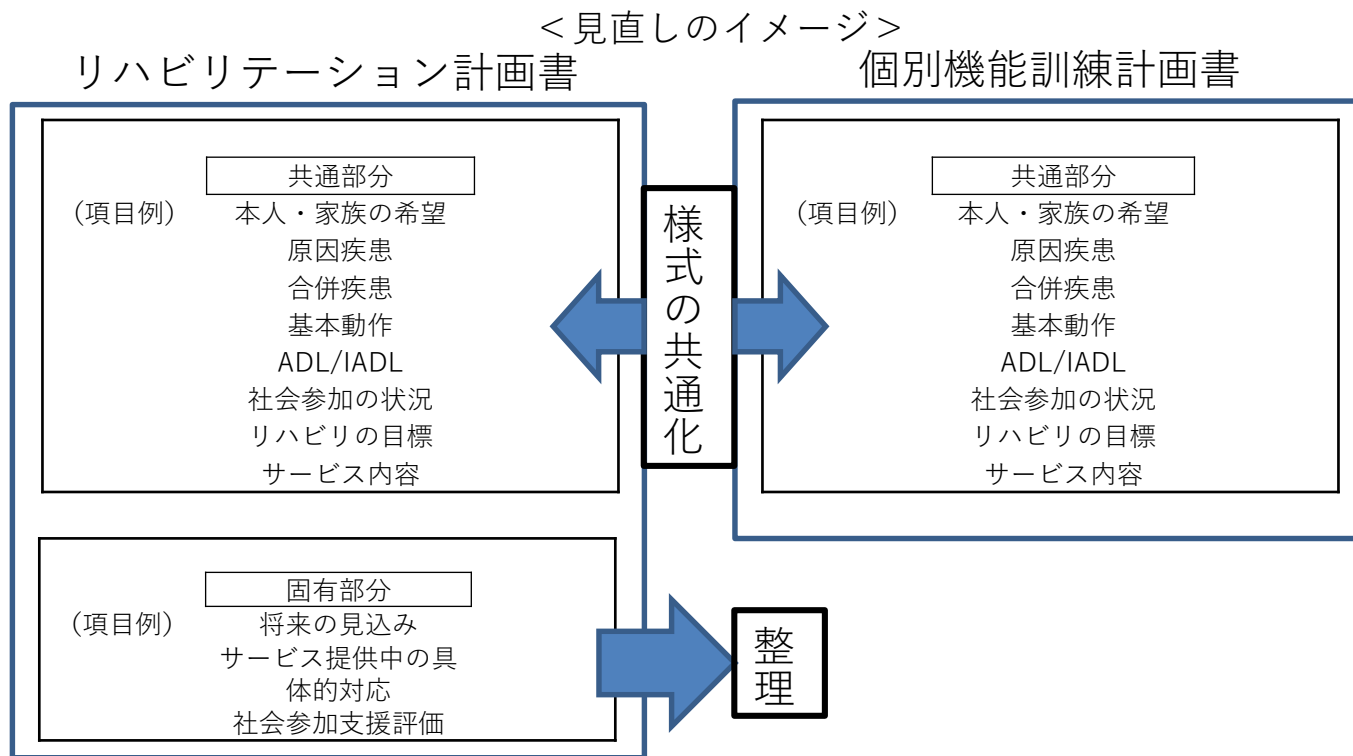 <見直しのイメージ>
リハビリテーション計画書
共通部分
(項目例)
本人・家族の希望
原因疾患
合併疾患
基本動作
ADL/IADL
社会参加の状況
リハビリの目標
サービス内容
固有部分
(項目例)
将来の見込み
サービス提供中の具
体的対応
社会参加支援評価
様式の共通化
整理
個別機能訓練計画書
共通部分
(項目例)
本人・家族の希望
原因疾患
合併疾患
基本動作
ADL/IADL
社会参加の状況
リハビリの目標
サービス内容